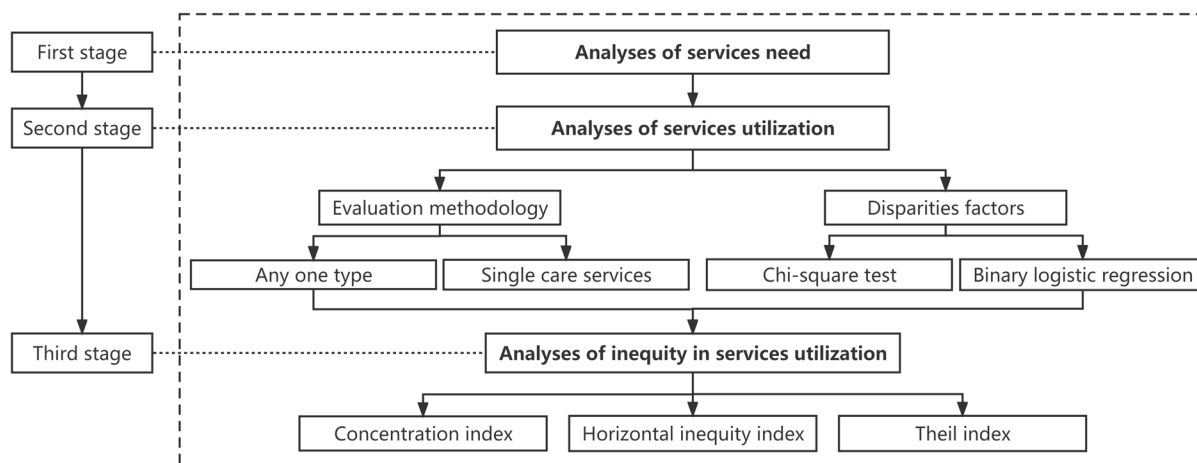 First stage
Analyses of services need
Second stage
Analyses of services utilization
Evaluation methodology
Disparities factors
Any one type
Single care services
Chi-square test
Binary logistic regression
Third stage
Analyses of inequity in services utilization
Concentration index
Horizontal inequity index
Theil index